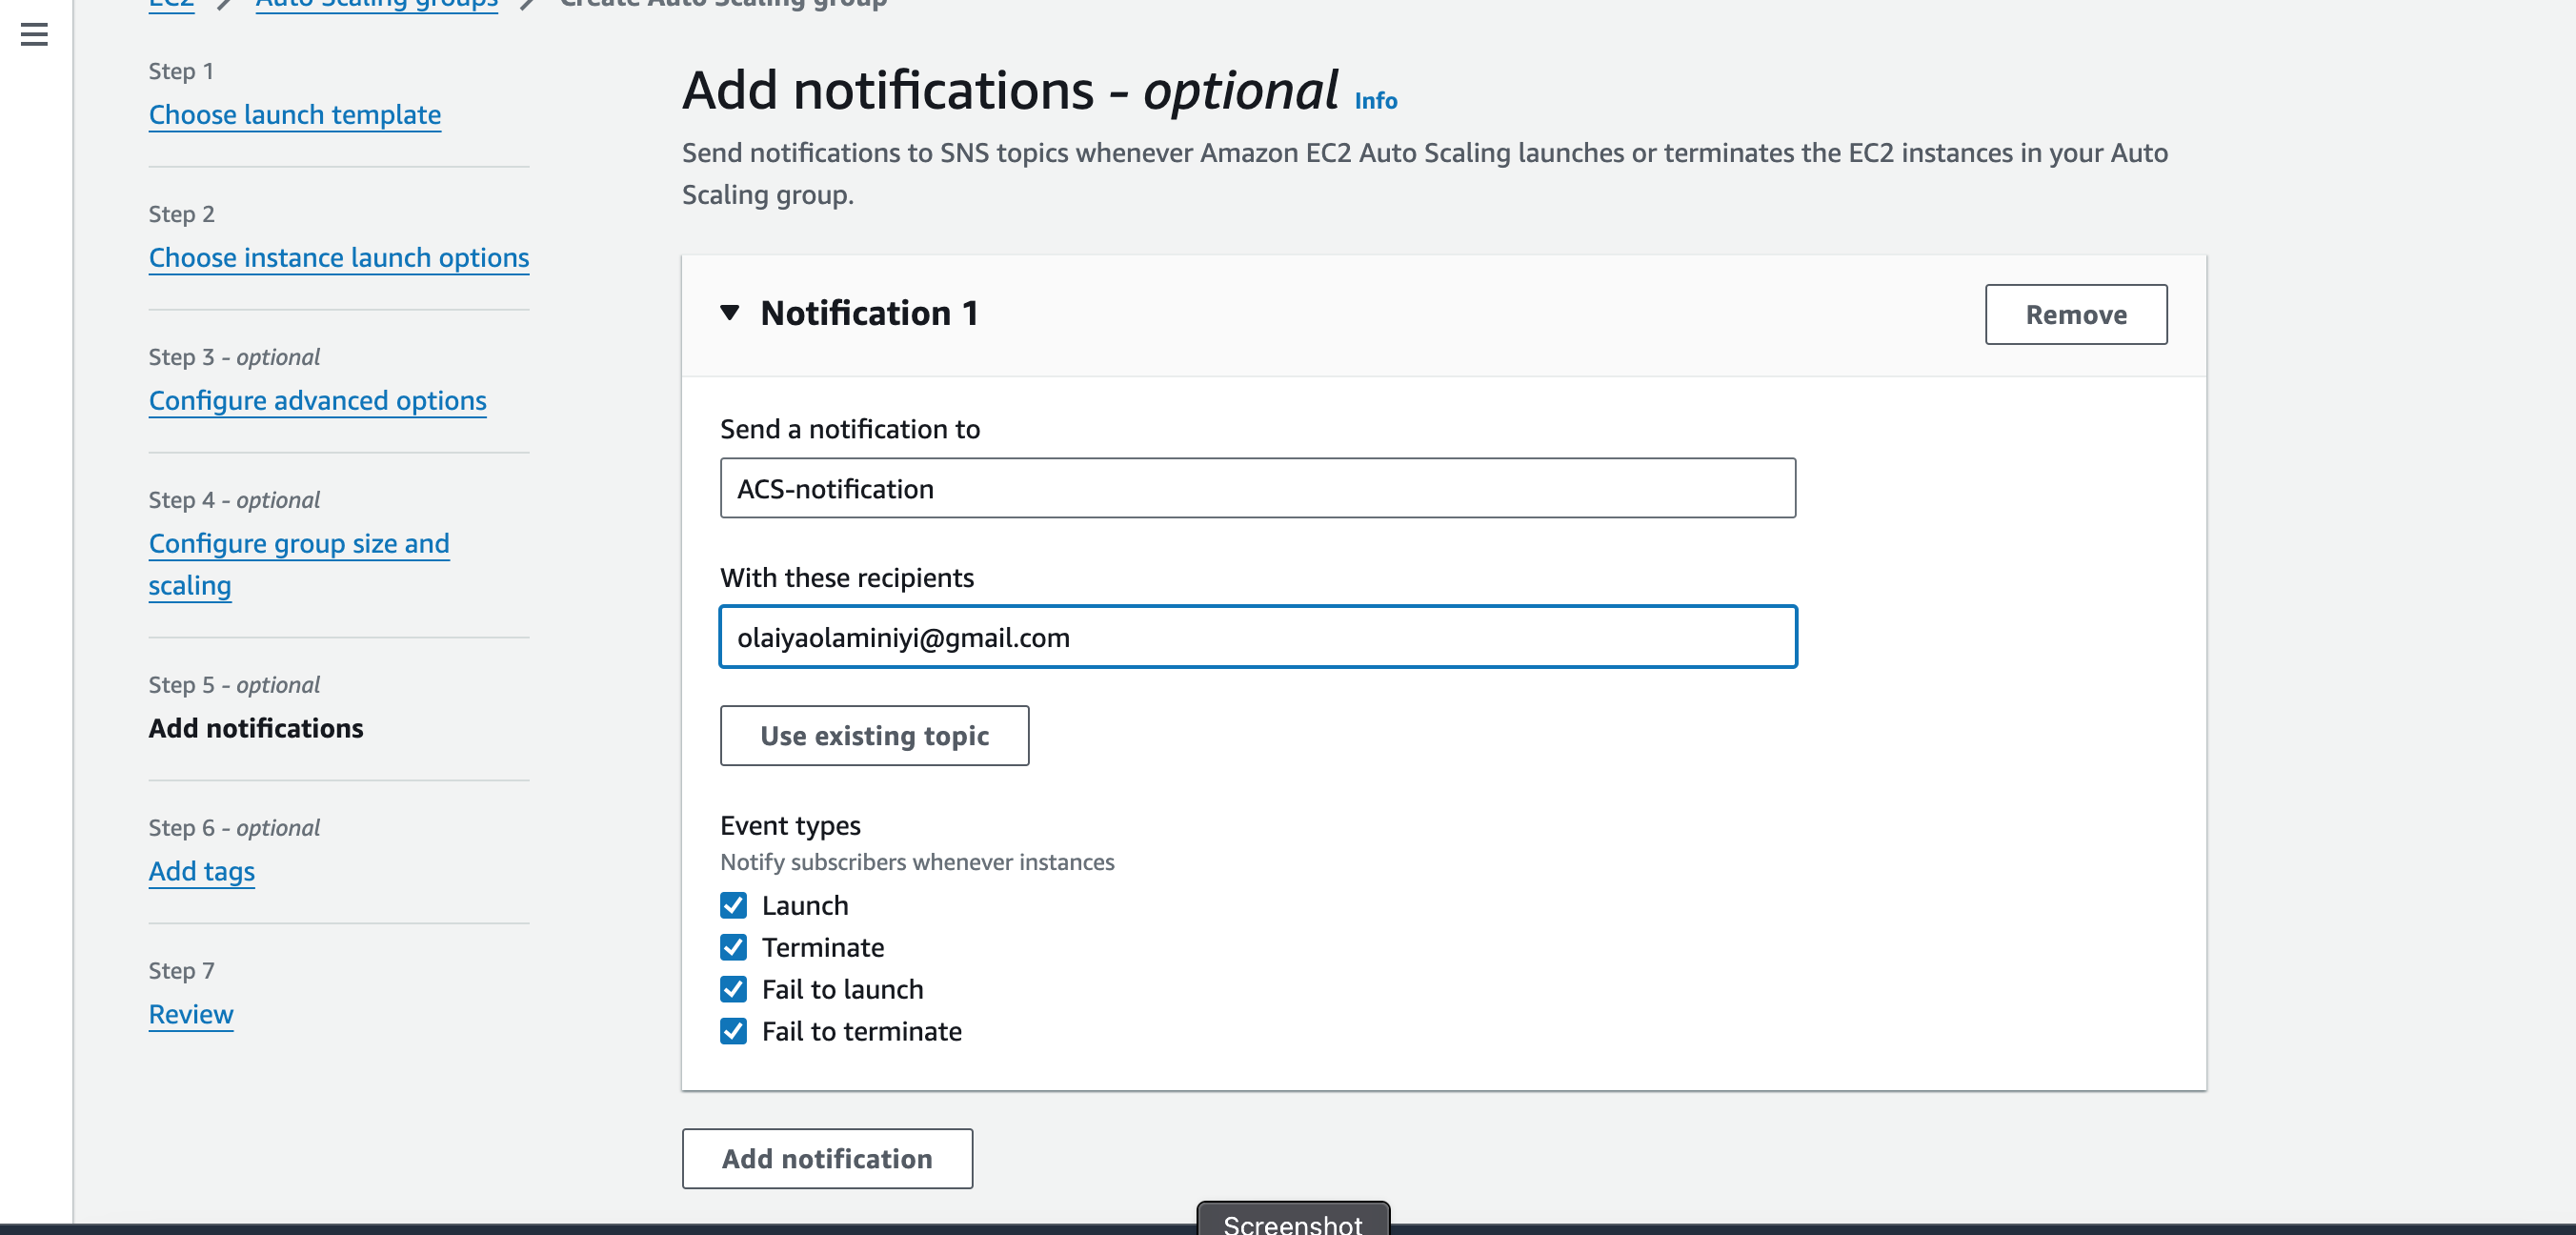 EC2 > Auto Scaling groups > Create Auto Scaling group
Step 1
Choose launch template
Step 2
Choose instance launch options
Step 3 - optional
Configure advanced options
Step 4 - optional
Configure group size and
scaling
Step 5 - optional
Add notifications
Step 6 - optional
Add tags
Step 7
Review
Add notifications - optional Info
Send notifications to SNS topics whenever Amazon EC2 Auto Scaling launches or terminates the EC2 instances in your Auto
Scaling group.
Notification 1
Remove
Send a notification to
ACS-notification
With these recipients
olaiyaolaminiyi@gmail.com
Use existing topic
Event types
Notify subscribers whenever instances
Launch
Terminate
Fail to launch
Fail to terminate
Add notification
Screenshot